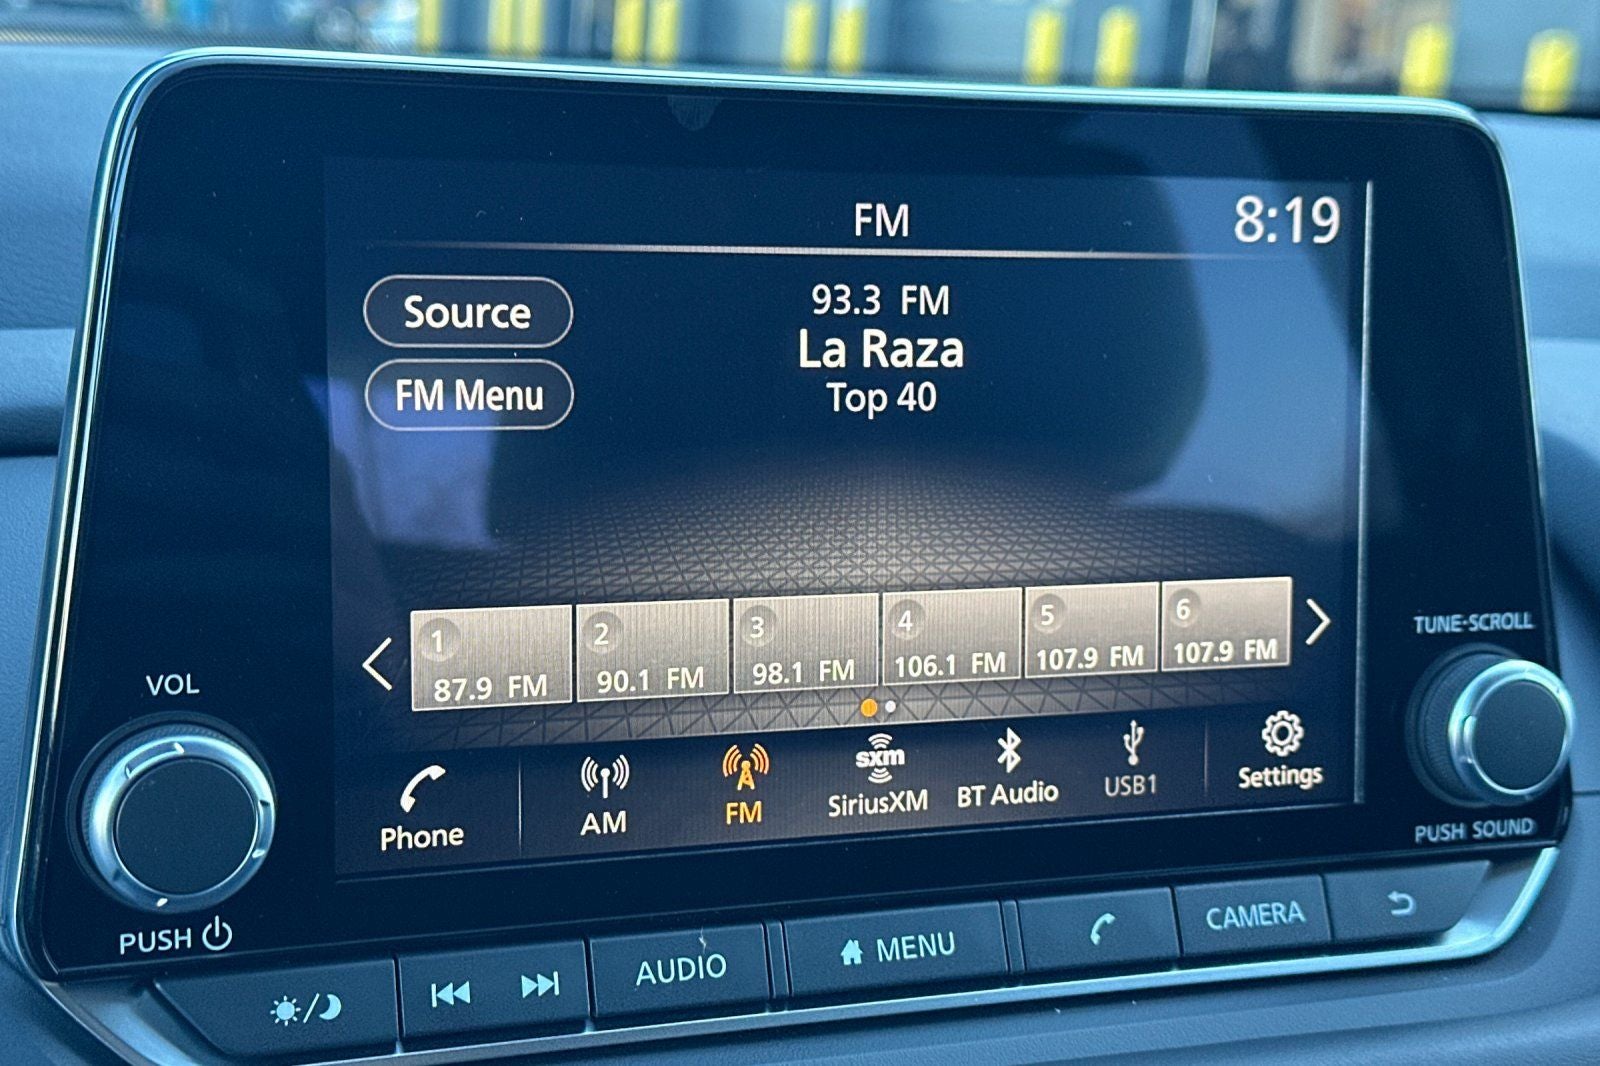 FM
8:19
Source
FM Menu
93.3 FM
La Raza
Top 40
1
87.9 FM
2
90.1 FM
3
98.1 FM
4
106.1 FM
5
107.9 FM
6
107.9 FM
Phone
AM
FM
sxm
SiriusXM
BT Audio
USB1
Settings
VOL
PUSH
TUNE·SCROLL
PUSH SOUND
AUDIO
MENU
CAMERA